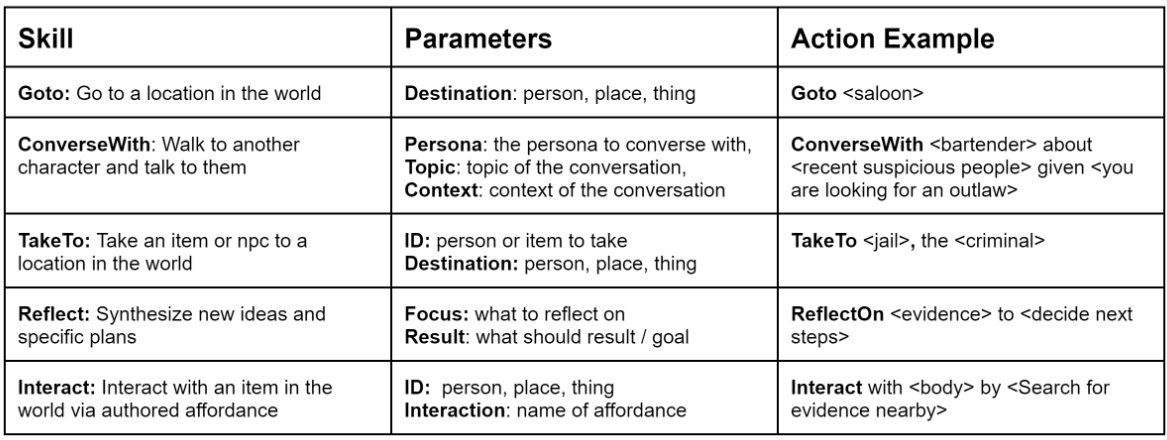 Skill Parameters Action Example
Goto: Go to a location in the world Destination: person, place, thing Goto <saloon>
ConverseWith: Walk to another
character and talk to them
Persona: the persona to converse with,
Topic: topic of the conversation,
Context: context of the conversation
ConverseWith <bartender> about
<recent suspicious people> given <you
are looking for an outlaw>
TakeTo: Take an item or npc to a
location in the world
ID: person or item to take
Destination: person, place, thing
TakeTo <jail>, the <criminal>
Reflect: Synthesize new ideas and
specific plans
Focus: what to reflect on
Result: what should result / goal
ReflectOn <evidence> to <decide next
steps>
Interact: Interact with an item in the
world via authored affordance
ID: person, place, thing
Interaction: name of affordance
Interact with <body> by <Search for
evidence nearby>